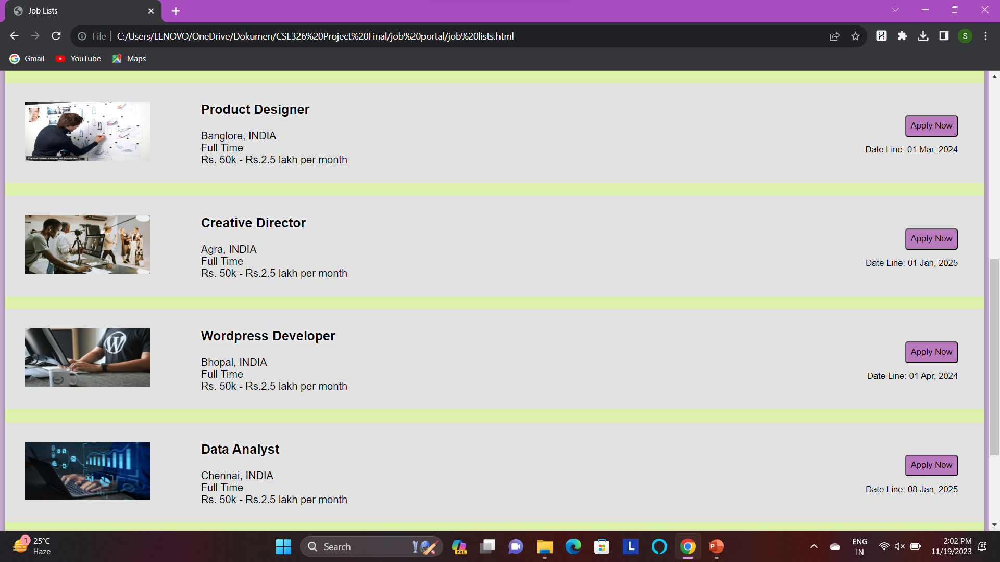 Job Lists
File
C:/Users/LENOVO/OneDrive/Dokumen/CSE326%20Project%20Final/job%20portal/job%20lists.html
S
Gmail
YouTube
Maps
Product Designer
Banglore, INDIA
Full Time
Rs. 50k - Rs.2.5 lakh per month
Apply Now
Date Line: 01 Mar, 2024
Physical Product Designer Job Description
Creative Director
Agra, INDIA
Full Time
Rs. 50k - Rs.2.5 lakh per month
Apply Now
Date Line: 01 Jan, 2025
Wordpress Developer
Bhopal, INDIA
Full Time
Rs. 50k - Rs.2.5 lakh per month
Apply Now
Date Line: 01 Apr, 2024
W
Data Analyst
Chennai, INDIA
Full Time
Rs. 50k - Rs.2.5 lakh per month
Apply Now
Date Line: 08 Jan, 2025
1
25°C
Haze
Search
PRE
L
P
ENG
IN
2:02 PM
11/19/2023